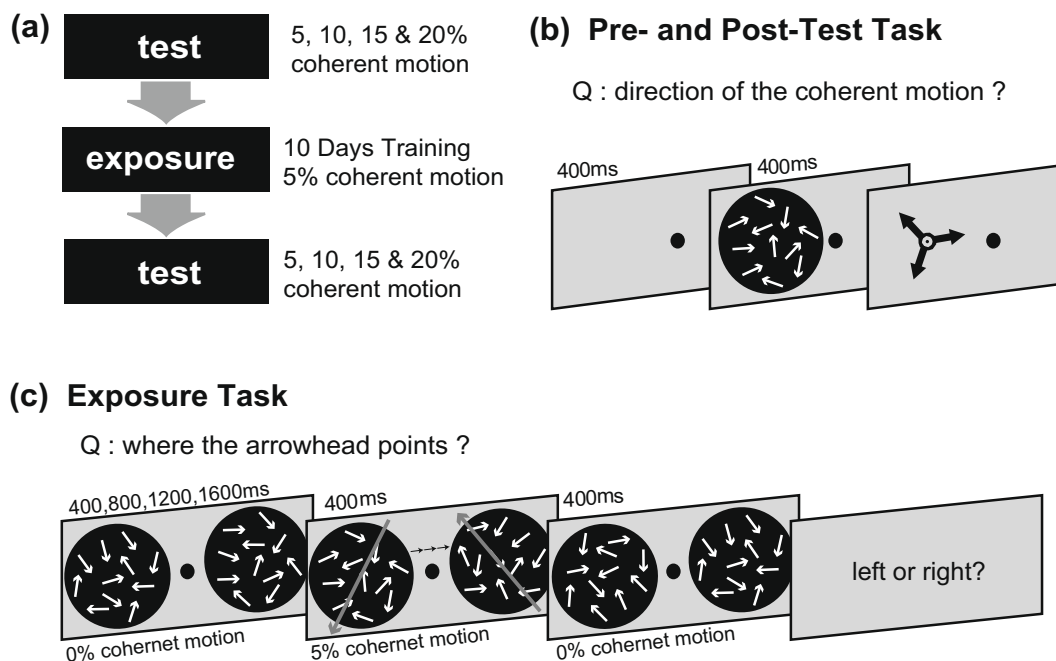 (a)
test
5, 10, 15 & 20%
coherent motion
exposure
10 Days Training
5% coherent motion
test
5, 10, 15 & 20%
coherent motion
(b) Pre- and Post-Test Task
Q : direction of the coherent motion ?
400ms
400ms
(c) Exposure Task
Q : where the arrowhead points ?
400,800,1200,1600ms
400ms
400ms
left or right?
0% cohernet motion
5% cohernet motion
0% cohernet motion